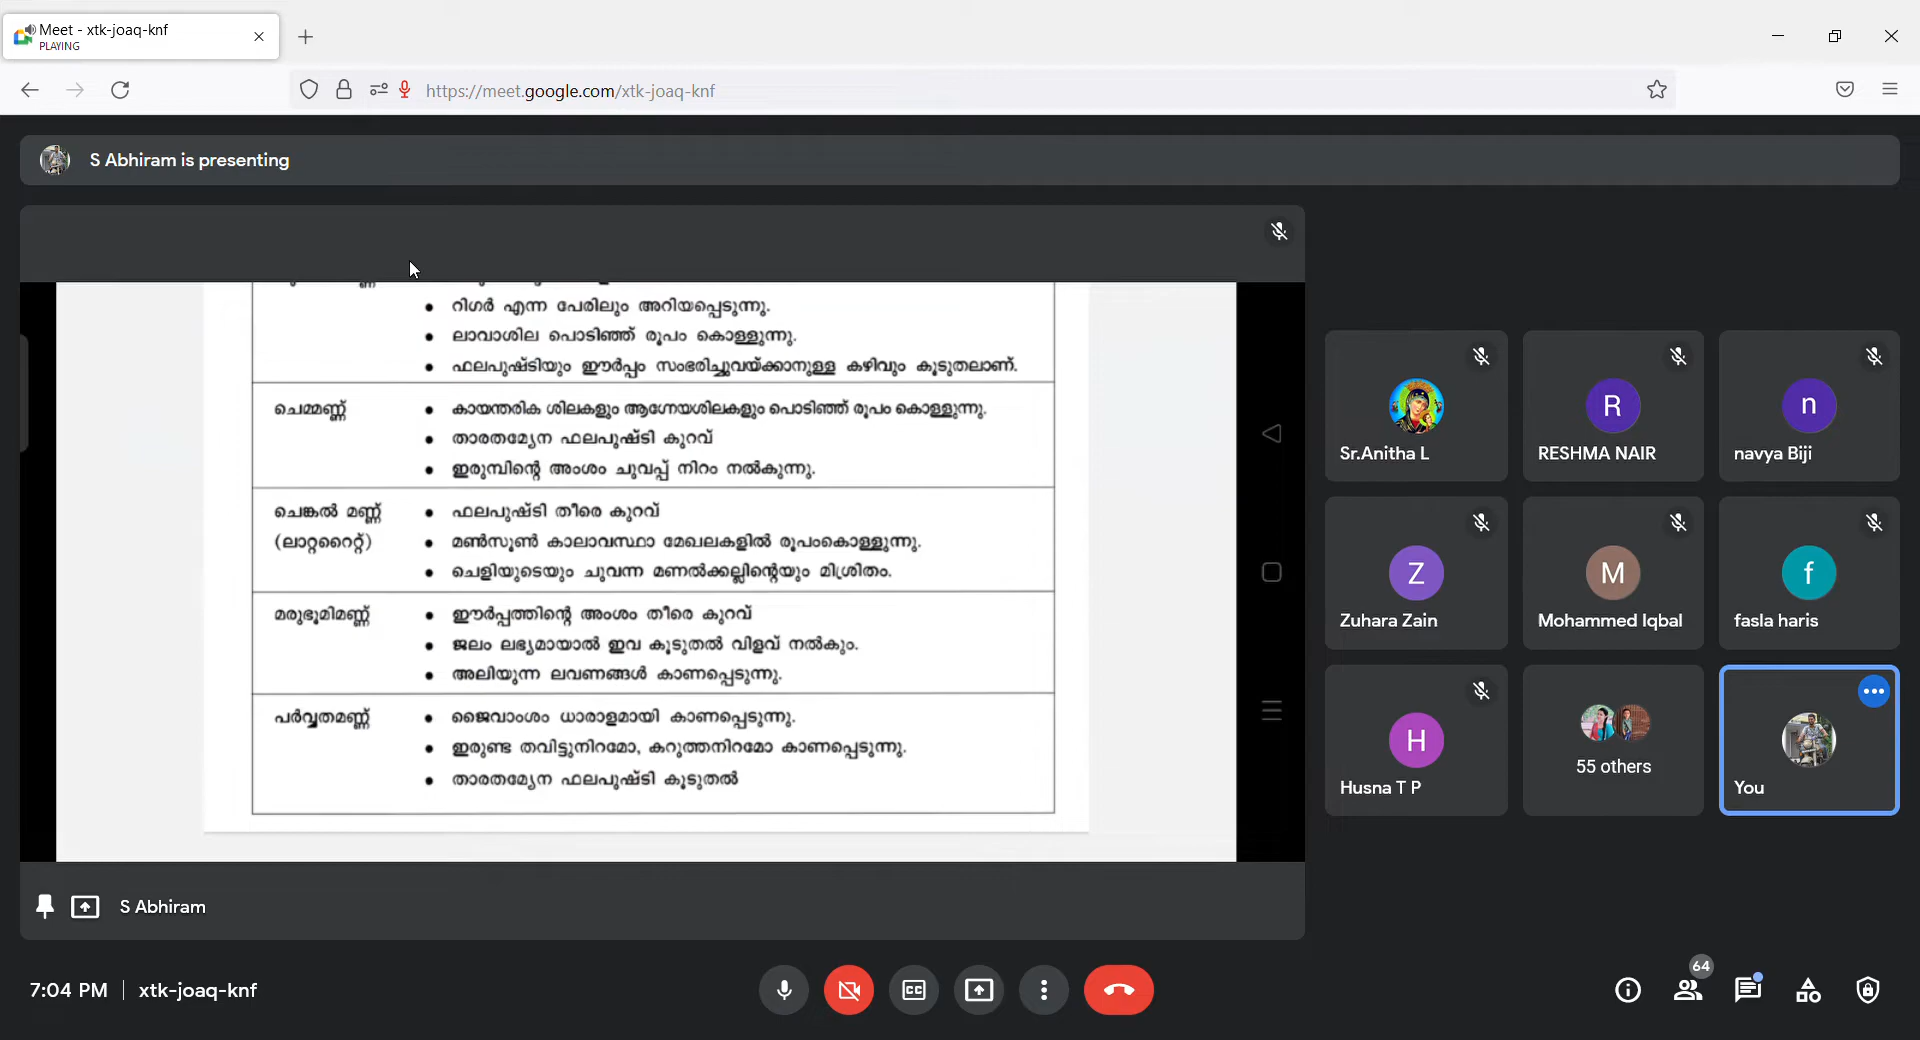 Meet - xtk-joaq-knf
PLAYING
https://meet.google.com/xtk-joaq-knf
S Abhiram is presenting
റിഗർ എന്ന പേരിലും അറിയപ്പെടുന്നു.
ലാവാശില പൊടിഞ്ഞ് രൂപം കൊള്ളുന്നു.
ഫലപുഷ്ടിയും ഈർപ്പം സംഭരിച്ചുവയ്ക്കാനുള്ള കഴിവും കൂടുതലാണ്.
ചെമ്മണ്ണ്
കായന്തരിക ശിലകളും ആഗ്നേയശിലകളും പൊടിഞ്ഞ് രൂപം കൊള്ളുന്നു.
താരതമ്യേന ഫലപുഷ്ടി കുറവ്
ഇരുമ്പിന്റെ അംശം ചുവപ്പ് നിറം നൽകുന്നു.
ചെങ്കൽ മണ്ണ്
(ലാറ്ററൈറ്റ്)
ഫലപുഷ്ടി തീരെ കുറവ്
മൺസൂൺ കാലാവസ്ഥാ മേഖലകളിൽ രൂപംകൊള്ളുന്നു.
ചെളിയുടെയും ചുവന്ന മണൽക്കല്ലിന്റെയും മിശ്രിതം.
മരുഭൂമിമണ്ണ്
ഈർപ്പത്തിന്റെ അംശം തീരെ കുറവ്
ജലം ലഭ്യമായാൽ ഇവ കൂടുതൽ വിളവ് നൽകും.
അലിയുന്ന ലവണങ്ങൾ കാണപ്പെടുന്നു.
പർവ്വതമണ്ണ്
ജൈവാംശം ധാരാളമായി കാണപ്പെടുന്നു.
ഇരുണ്ട തവിട്ടുനിറമോ, കറുത്തനിറമോ കാണപ്പെടുന്നു.
താരതമ്യേന ഫലപുഷ്ടി കൂടുതൽ
S Abhiram
Sr.Anitha L
R
RESHMA NAIR
n
navya Biji
Z
Zuhara Zain
M
Mohammed Iqbal
f
fasla haris
H
Husna T P
55 others
You
7:04 PM | xtk-joaq-knf
CC
64